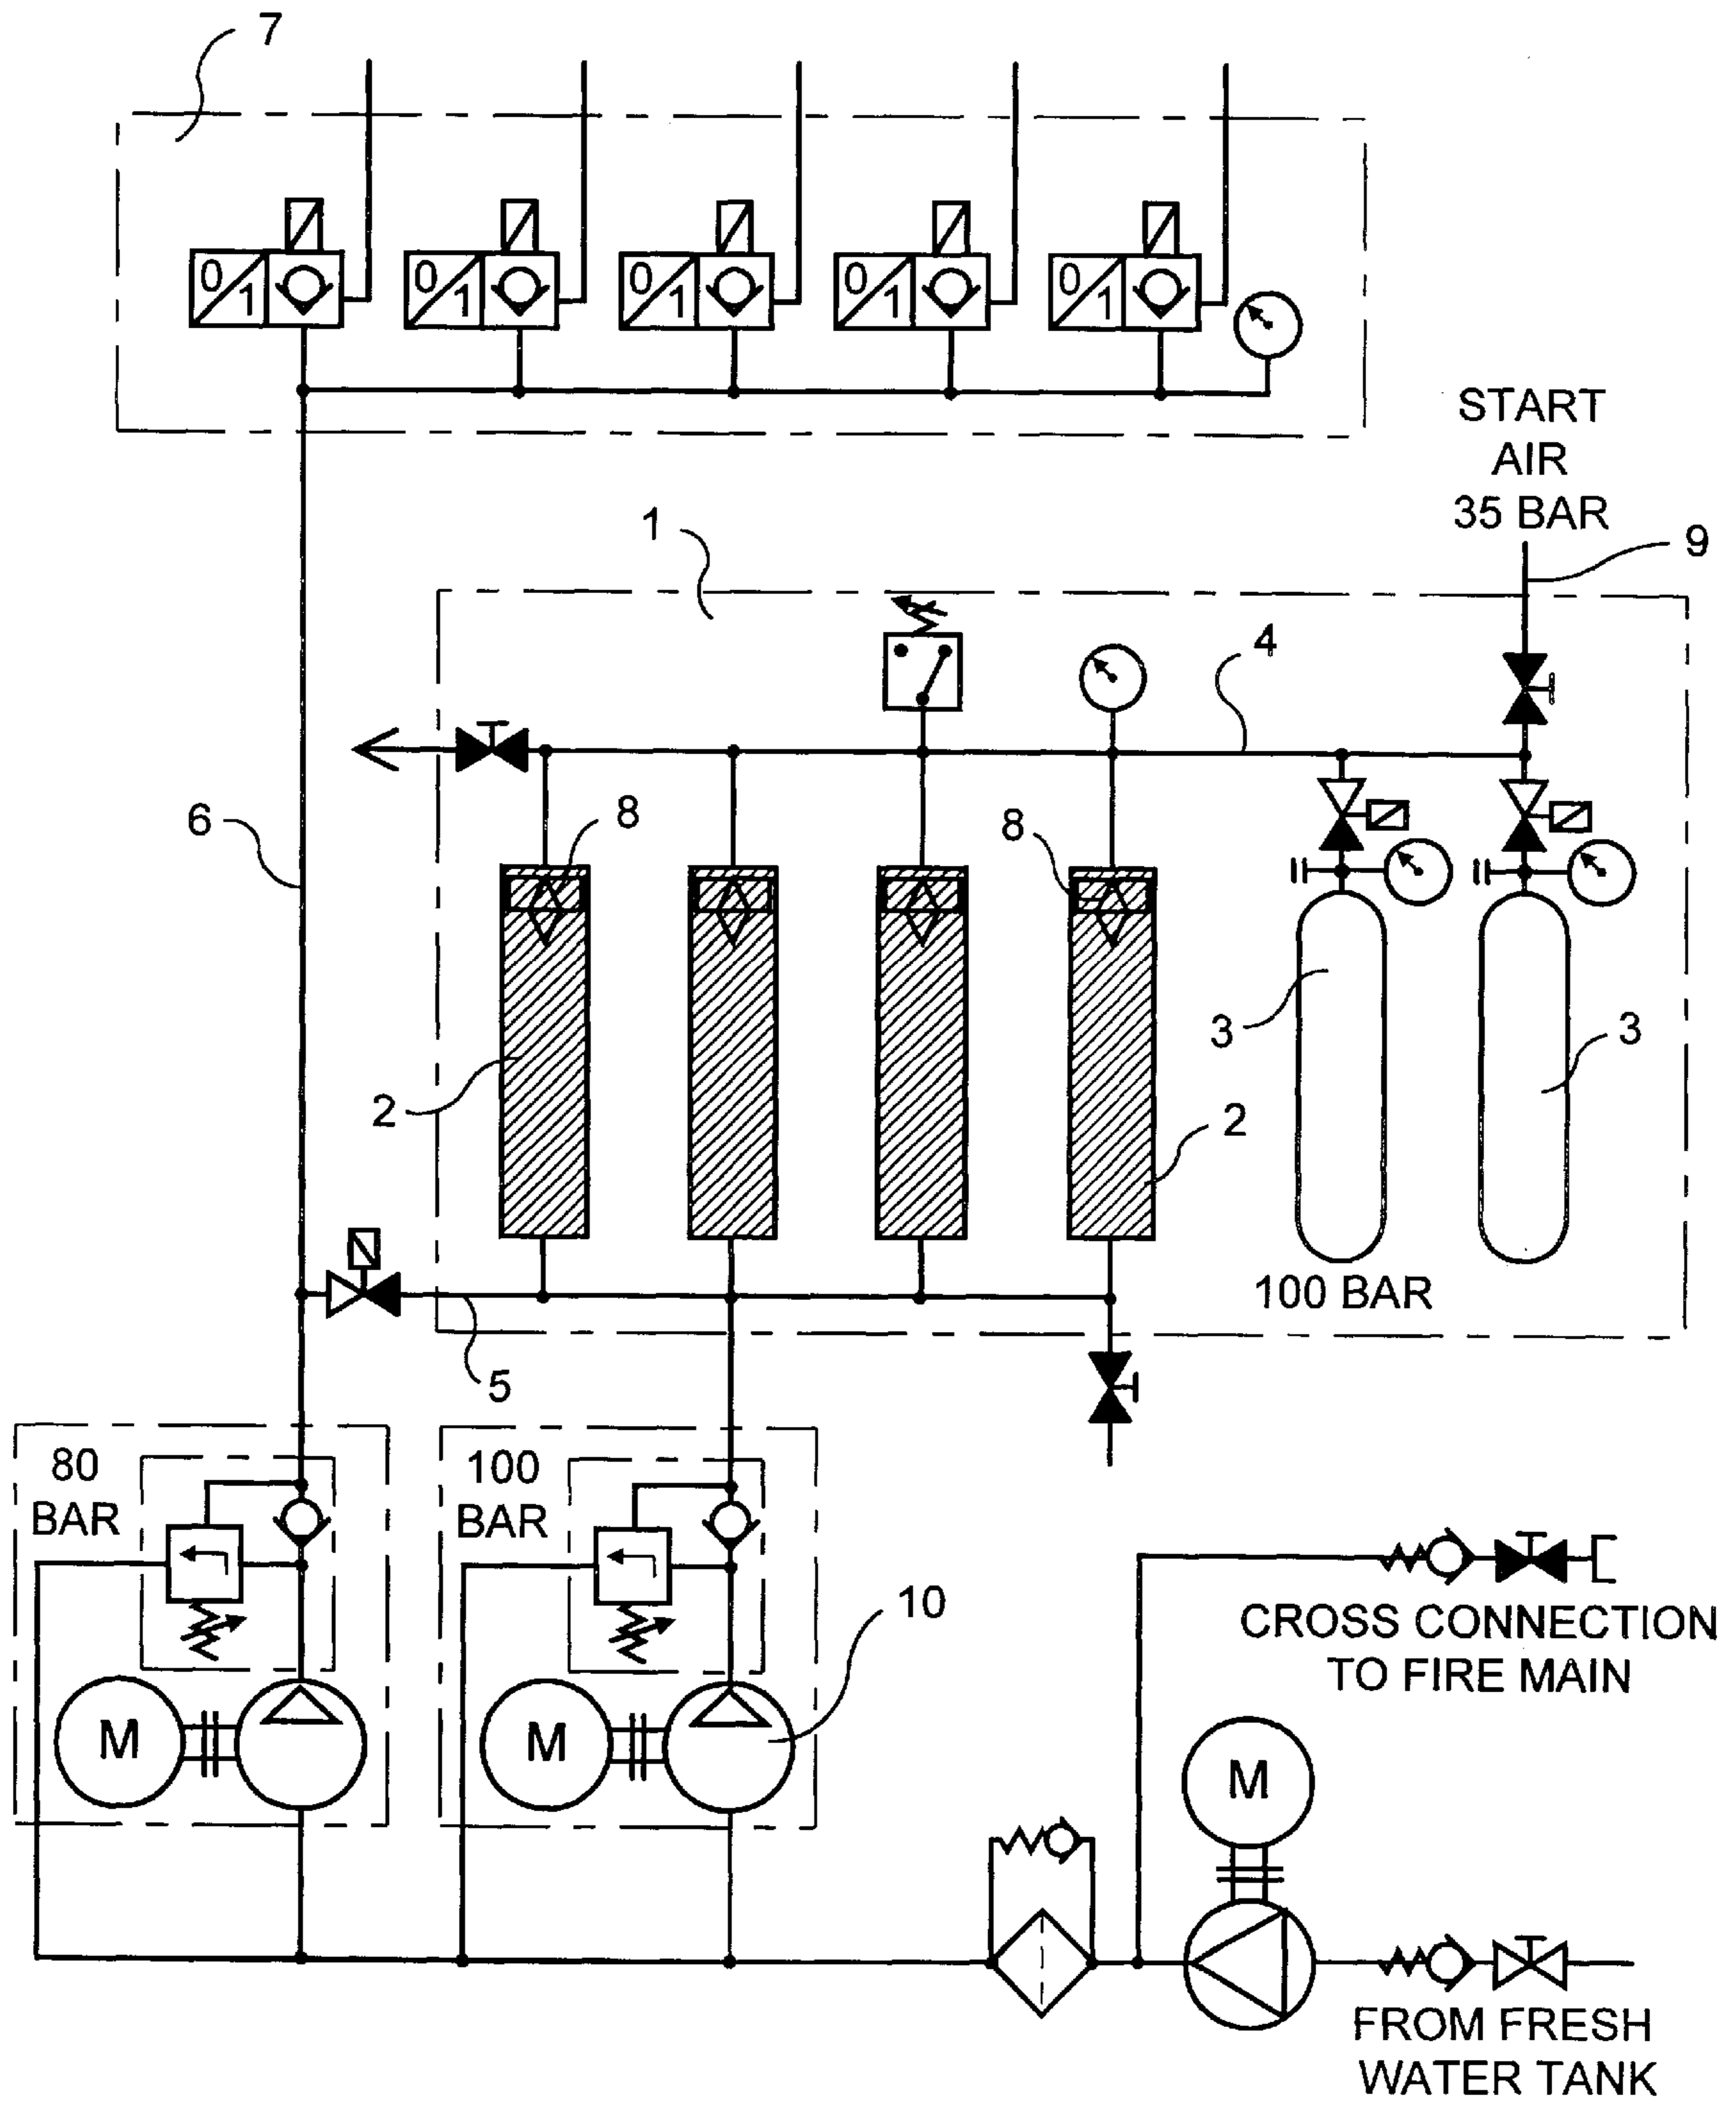 7
0 1
0 1
0 1
0 1
0 1
START
AIR
35 BAR
1
9
4
6
8
8
3
3
2
2
100 BAR
5
80
BAR
100
BAR
10
CROSS CONNECTION
TO FIRE MAIN
M
M
M
FROM FRESH
WATER TANK